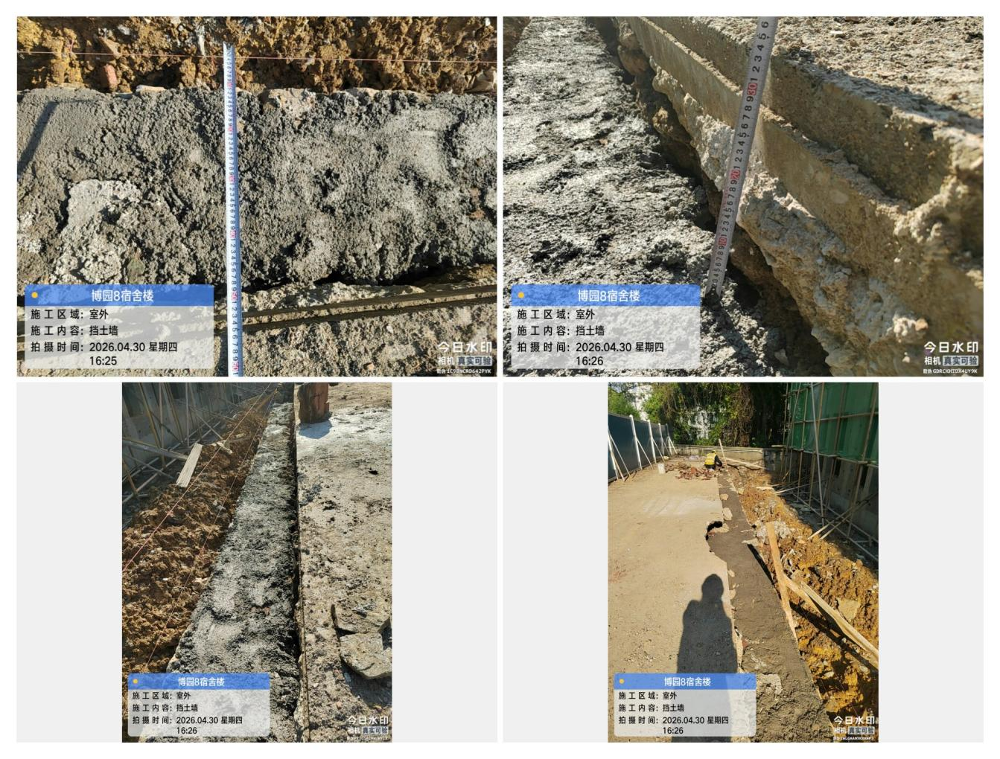 博园8宿舍楼
施工区域：室外
施工内容：挡土墙
拍摄时间：2026.04.30 星期四
16:25
今日水印
相机 真实可验
防伪 1C9BNCRD642PYK
博园8宿舍楼
施工区域：室外
施工内容：挡土墙
拍摄时间：2026.04.30 星期四
16:26
今日水印
相机 真实可验
防伪 GDRCKHIDX4UY9K
博园8宿舍楼
施工区域：室外
施工内容：挡土墙
拍摄时间：2026.04.30 星期四
16:26
今日水印
相机 真实可验
博园8宿舍楼
施工区域：室外
施工内容：挡土墙
拍摄时间：2026.04.30 星期四
16:26
今日水印
相机 真实可验